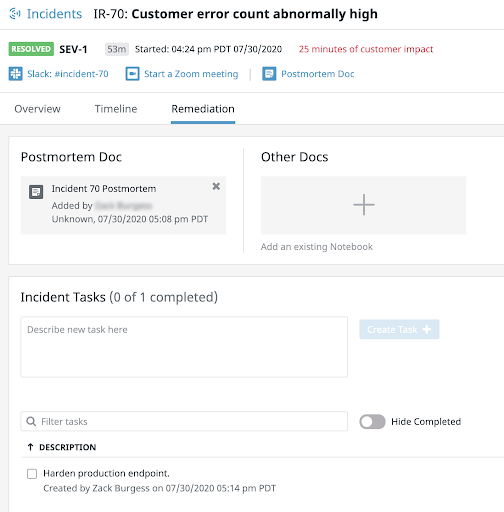 Incidents IR-70: Customer error count abnormally high
RESOLVED SEV-1 53m Started: 04:24 pm PDT 07/30/2020 25 minutes of customer impact
Slack: #incident-70 Start a Zoom meeting Postmortem Doc
Overview Timeline Remediation
Postmortem Doc
Incident 70 Postmortem
Added by
Unknown, 07/30/2020 05:08 pm PDT
Other Docs
Add an existing Notebook
Incident Tasks (0 of 1 completed)
Describe new task here
Create Task +
Filter tasks
Hide Completed
DESCRIPTION
Harden production endpoint.
Created by Zack Burgess on 07/30/2020 05:14 pm PDT